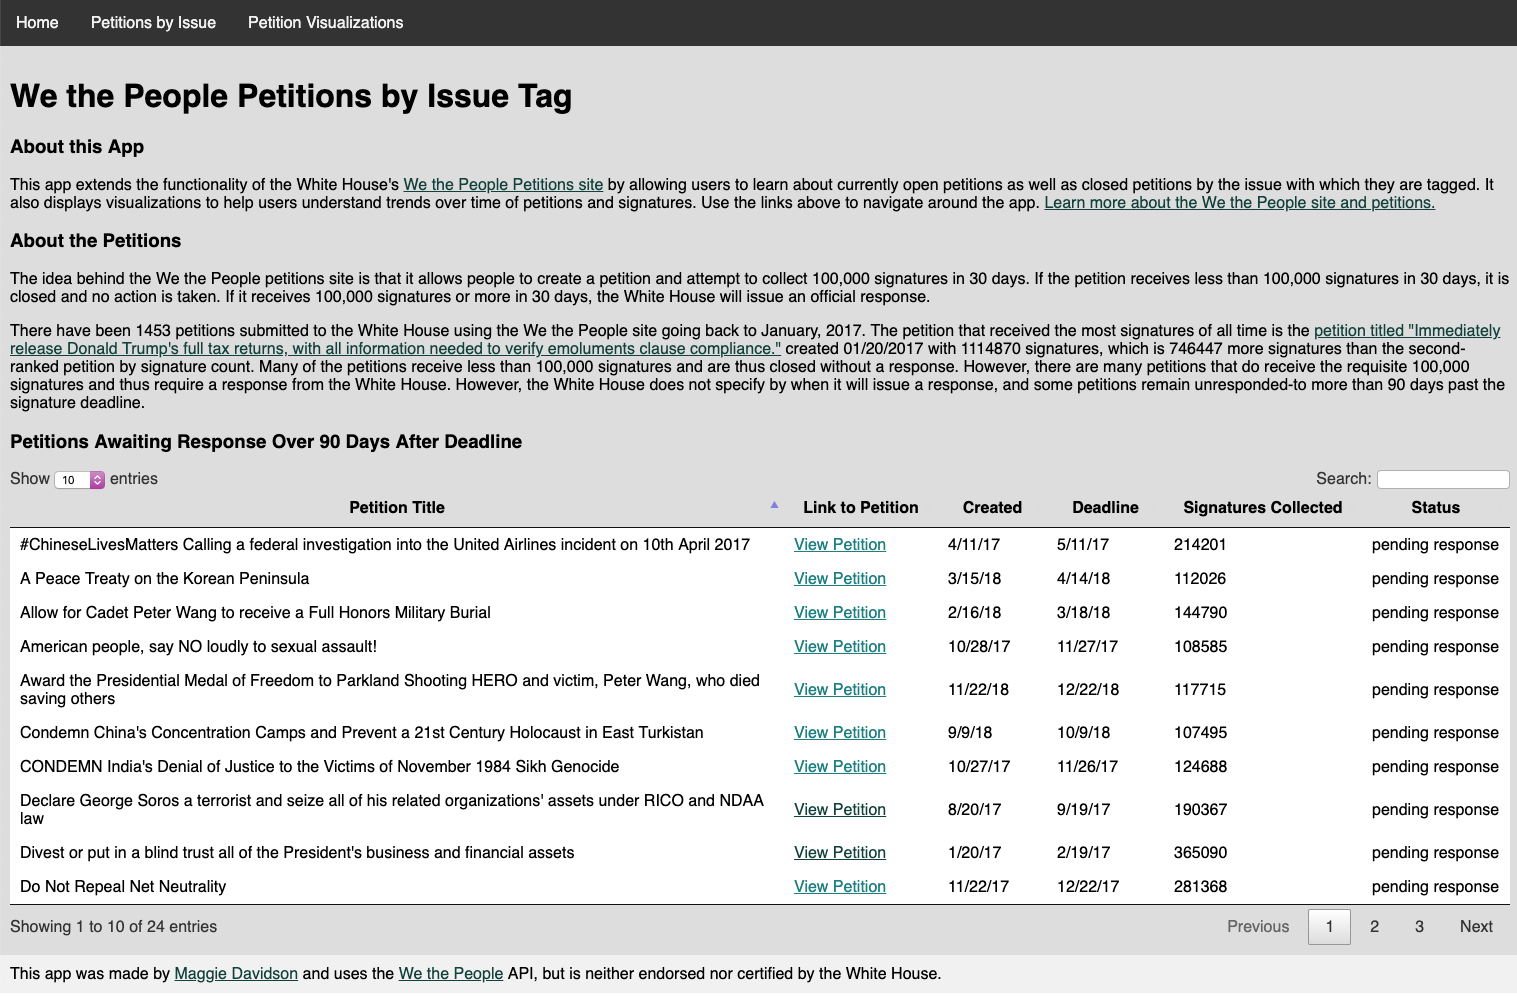 Home Petitions by Issue Petition Visualizations
We the People Petitions by Issue Tag
About this App
This app extends the functionality of the White House's We the People Petitions site by allowing users to learn about currently open petitions as well as closed petitions by the issue with which they are tagged. It
also displays visualizations to help users understand trends over time of petitions and signatures. Use the links above to navigate around the app. Learn more about the We the People site and petitions.
About the Petitions
The idea behind the We the People petitions site is that it allows people to create a petition and attempt to collect 100,000 signatures in 30 days. If the petition receives less than 100,000 signatures in 30 days, it is
closed and no action is taken. If it receives 100,000 signatures or more in 30 days, the White House will issue an official response.
There have been 1453 petitions submitted to the White House using the We the People site going back to January, 2017. The petition that received the most signatures of all time is the petition titled "Immediately
release Donald Trump's full tax returns, with all information needed to verify emoluments clause compliance." created 01/20/2017 with 1114870 signatures, which is 746447 more signatures than the second-
ranked petition by signature count. Many of the petitions receive less than 100,000 signatures and are thus closed without a response. However, there are many petitions that do receive the requisite 100,000
signatures and thus require a response from the White House. However, the White House does not specify by when it will issue a response, and some petitions remain unresponded-to more than 90 days past the
signature deadline.
Petitions Awaiting Response Over 90 Days After Deadline
Show 10 entries Search:
Petition Title Link to Petition Created Deadline Signatures Collected Status
#ChineseLivesMatters Calling a federal investigation into the United Airlines incident on 10th April 2017 View Petition 4/11/17 5/11/17 214201 pending response
A Peace Treaty on the Korean Peninsula View Petition 3/15/18 4/14/18 112026 pending response
Allow for Cadet Peter Wang to receive a Full Honors Military Burial View Petition 2/16/18 3/18/18 144790 pending response
American people, say NO loudly to sexual assault! View Petition 10/28/17 11/27/17 108585 pending response
Award the Presidential Medal of Freedom to Parkland Shooting HERO and victim, Peter Wang, who died
saving others View Petition 11/22/18 12/22/18 117715 pending response
Condemn China's Concentration Camps and Prevent a 21st Century Holocaust in East Turkistan View Petition 9/9/18 10/9/18 107495 pending response
CONDEMN India's Denial of Justice to the Victims of November 1984 Sikh Genocide View Petition 10/27/17 11/26/17 124688 pending response
Declare George Soros a terrorist and seize all of his related organizations' assets under RICO and NDAA
law View Petition 8/20/17 9/19/17 190367 pending response
Divest or put in a blind trust all of the President's business and financial assets View Petition 1/20/17 2/19/17 365090 pending response
Do Not Repeal Net Neutrality View Petition 11/22/17 12/22/17 281368 pending response
Showing 1 to 10 of 24 entries Previous 1 2 3 Next
This app was made by Maggie Davidson and uses the We the People API, but is neither endorsed nor certified by the White House.